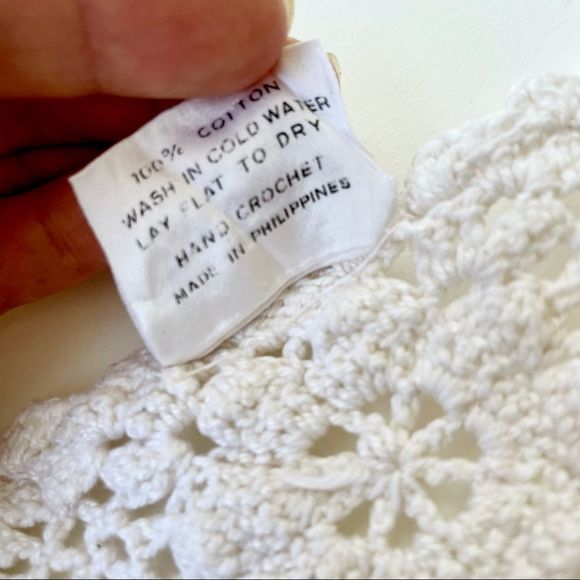 100% COTTON
WASH IN COLD WATER
LAY FLAT TO DRY
HAND CROCHET
MADE IN PHILIPPINES